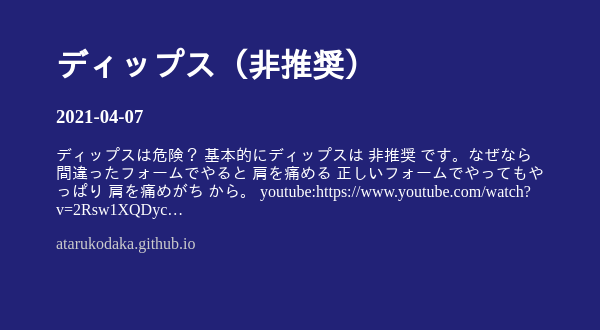 ディップス（非推奨）
2021-04-07
ディップスは危険？ 基本的にディップスは 非推奨 です。なぜなら
間違ったフォームでやると 肩を痛める 正しいフォームでやってもや
っぱり 肩を痛めがち から。 youtube:https://www.youtube.com/watch?
v=2Rsw1XQDyc…
atarukodaka.github.io